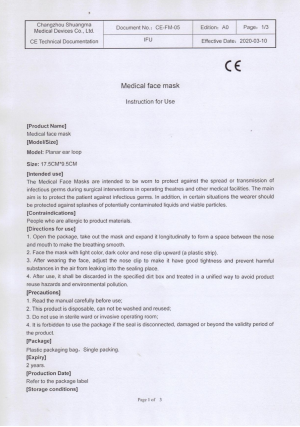 Changzhou Shuangma
Medical Devices Co., Ltd.
Document No.: CE-FM-05
Edition: A0
Page: 1/3
CE Technical Documentation
IFU
Effective Date: 2020-03-10
CE
Medical face mask
Instruction for Use
[Product Name]
Medical face mask
[Model/Size]
Model: Planar ear loop
Size: 17.5CM*9.5CM
[Intended use]
The Medical Face Masks are intended to be worn to protect against the spread or transmission of
infectious germs during surgical interventions in operating theatres and other medical facilities. The main
aim is to protect the patient against infectious germs. In addition, in certain situations the wearer should
be protected against splashes of potentially contaminated liquids and viable particles.
[Contraindications]
People who are allergic to product materials.
[Directions for use]
1. Open the package, take out the mask and expand it longitudinally to form a space between the nose
and mouth to make the breathing smooth.
2. Face the mask with light color, dark color and nose clip upward (a plastic strip).
3. After wearing the face, adjust the nose clip to make it have good tightness and prevent harmful
substances in the air from leaking into the sealing place.
4. After use, it shall be discarded in the specified dirt box and treated in a unified way to avoid product
reuse hazards and environmental pollution.
[Precautions]
1. Read the manual carefully before use;
2. This product is disposable, can not be washed and reused;
3. Do not use in sterile ward or invasive operating room;
4. It is forbidden to use the package if the seal is disconnected, damaged or beyond the validity period of
the product.
[Package]
Plastic packaging bag, Single packing.
[Expiry]
2 years.
[Production Date]
Refer to the package label
[Storage conditions]
Page 1 of 3